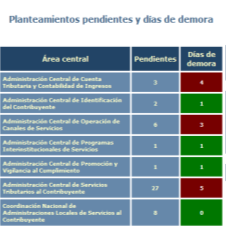 Planteamientos pendientes y días de demora
Área central Pendientes Días de
demora
Administración Central de Cuenta
Tributaria y Contabilidad de Ingresos 3 4
Administración Central de Identificación
del Contribuyente 2 1
Administración Central de Operación de
Canales de Servicios 6 3
Administración Central de Programas
Interinstitucionales de Servicios 1 1
Administración Central de Promoción y
Vigilancia al Cumplimiento 1 1
Administración Central de Servicios
Tributarios al Contribuyente 27 5
Coordinación Nacional de
Administraciones Locales de Servicios al
Contribuyente 8 0